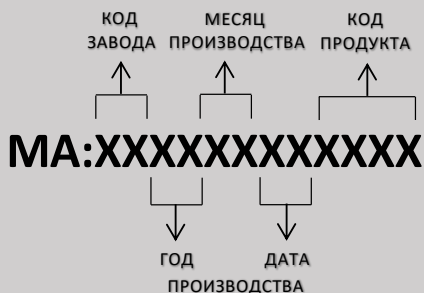 КОД ЗАВОДА
МЕСЯЦ ПРОИЗВОДСТВА
КОД ПРОДУКТА
MA:XXXXXXXXXXXX
ГОД ДАТА
ПРОИЗВОДСТВА